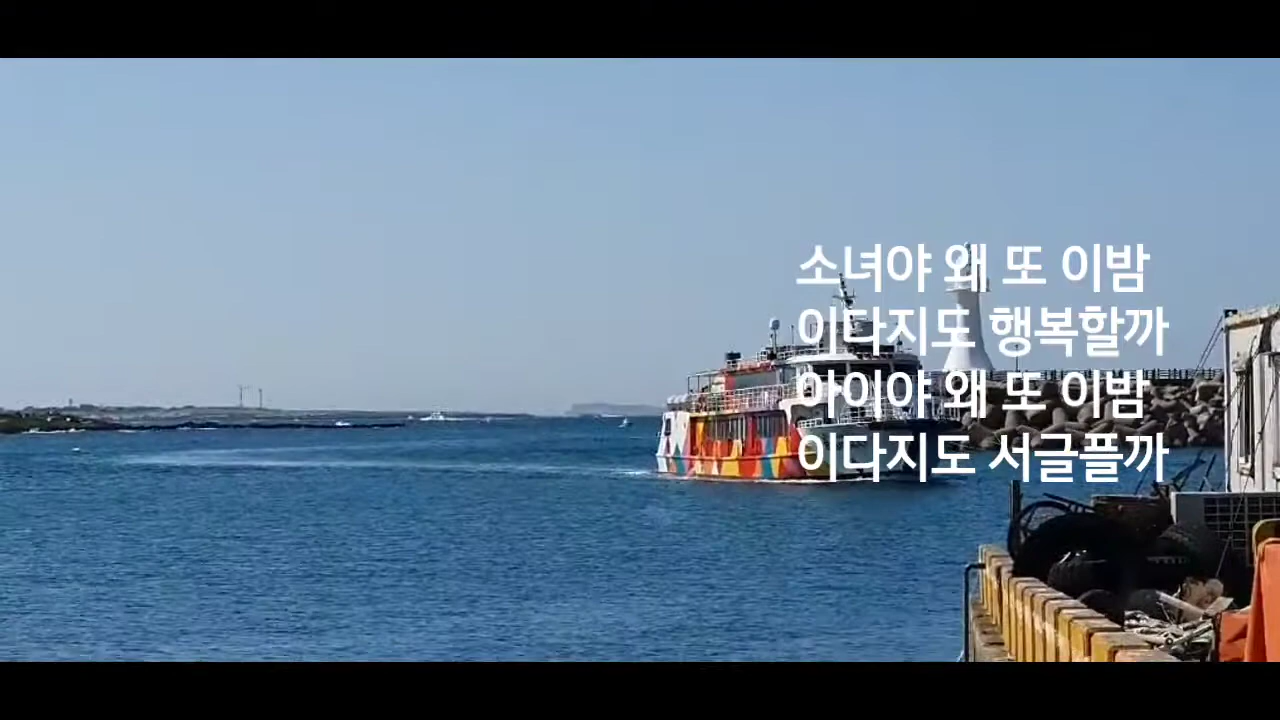 소녀야 왜 또 이밤
이다지도 행복할까
아이야 왜 또 이밤
이다지도 서글플까